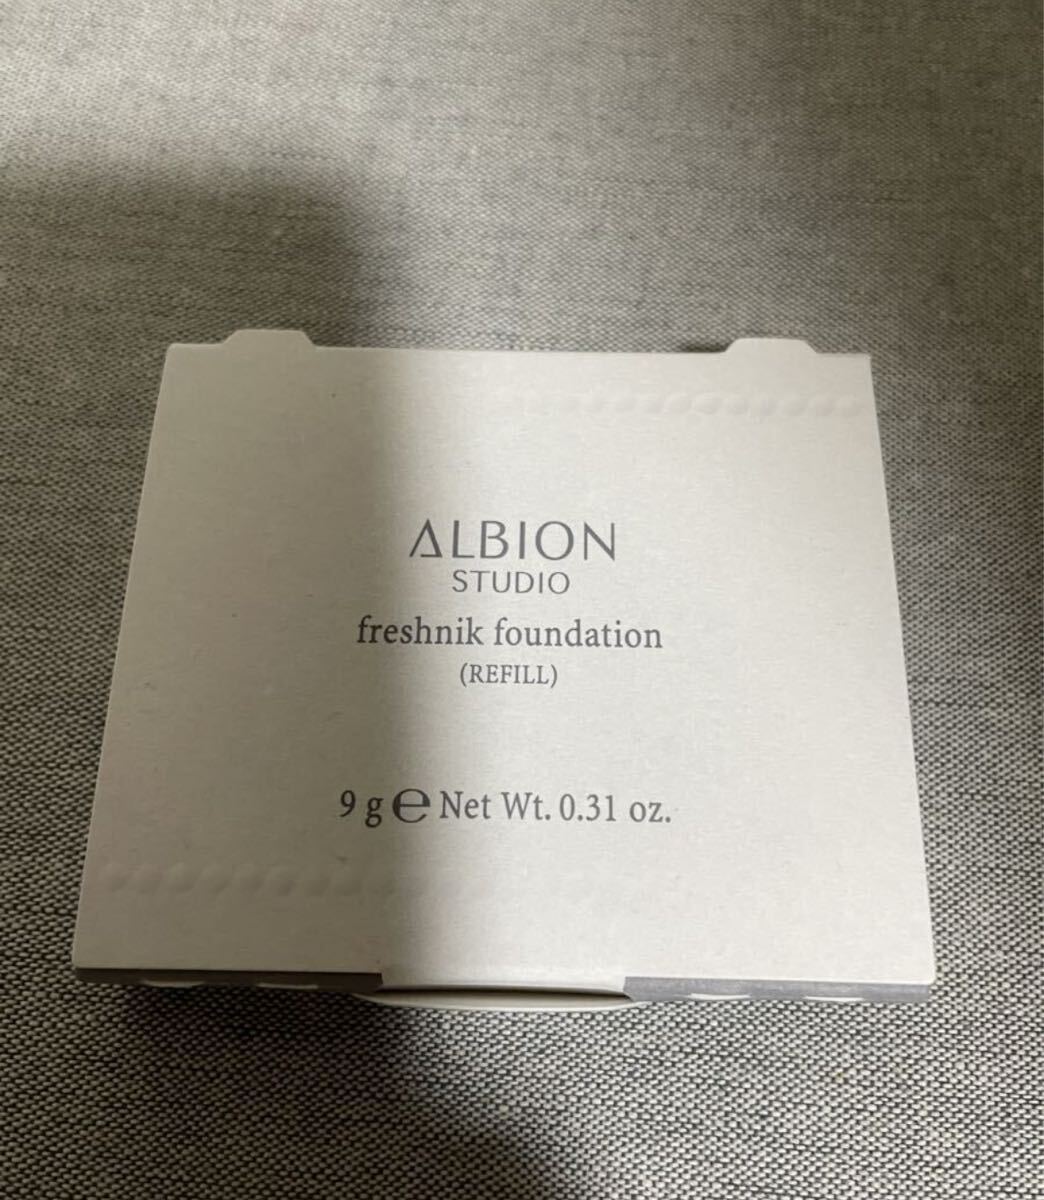 ALBION
STUDIO
freshnik foundation
(REFILL)
9 g ℮ Net Wt. 0.31 oz.